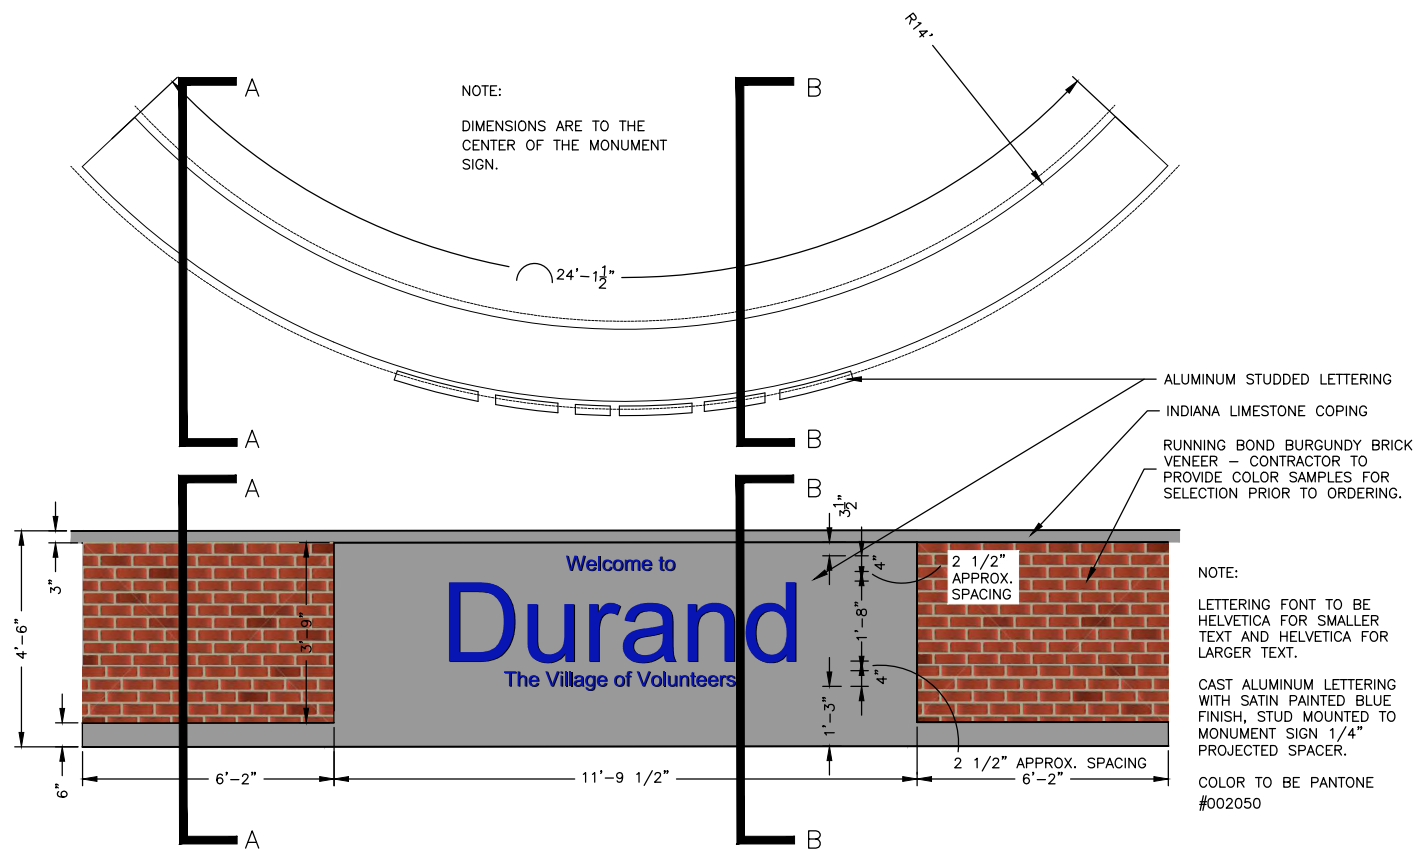 R14'
A
B
NOTE:
DIMENSIONS ARE TO THE
CENTER OF THE MONUMENT
SIGN.
24'-1 1/2"
A
B
ALUMINUM STUDDED LETTERING
INDIANA LIMESTONE COPING
RUNNING BOND BURGUNDY BRICK
VENEER – CONTRACTOR TO
PROVIDE COLOR SAMPLES FOR
SELECTION PRIOR TO ORDERING.
A
B
3 1/2"
3"
4'-6"
3'-9"
Welcome to
Durand
The Village of Volunteers
4"
2 1/2"
APPROX.
SPACING
1'-8"
4"
1'-3"
2 1/2" APPROX. SPACING
6"
6'-2"
11'-9 1/2"
6'-2"
A
B
NOTE:
LETTERING FONT TO BE
HELVETICA FOR SMALLER
TEXT AND HELVETICA FOR
LARGER TEXT.
CAST ALUMINUM LETTERING
WITH SATIN PAINTED BLUE
FINISH, STUD MOUNTED TO
MONUMENT SIGN 1/4"
PROJECTED SPACER.
COLOR TO BE PANTONE
#002050